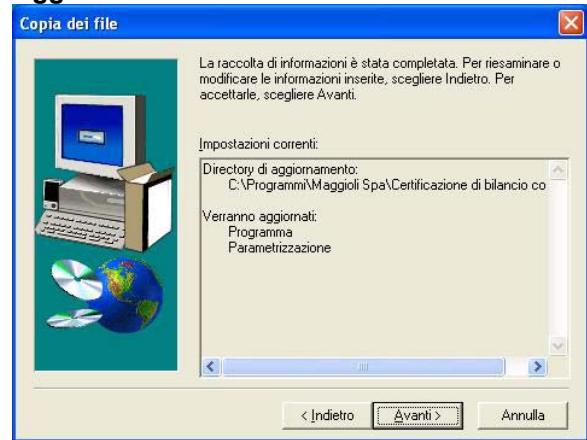 Copia dei file
La raccolta di informazioni è stata completata. Per riesaminare o
modificare le informazioni inserite, scegliere Indietro. Per
accettarle, scegliere Avanti.
Impostazioni correnti:
Directory di aggiornamento:
C:\Programmi\Maggioli Spa\Certificazione di bilancio co
Verranno aggiornati:
Programma
Parametrizzazione
< Indietro Avanti > Annulla